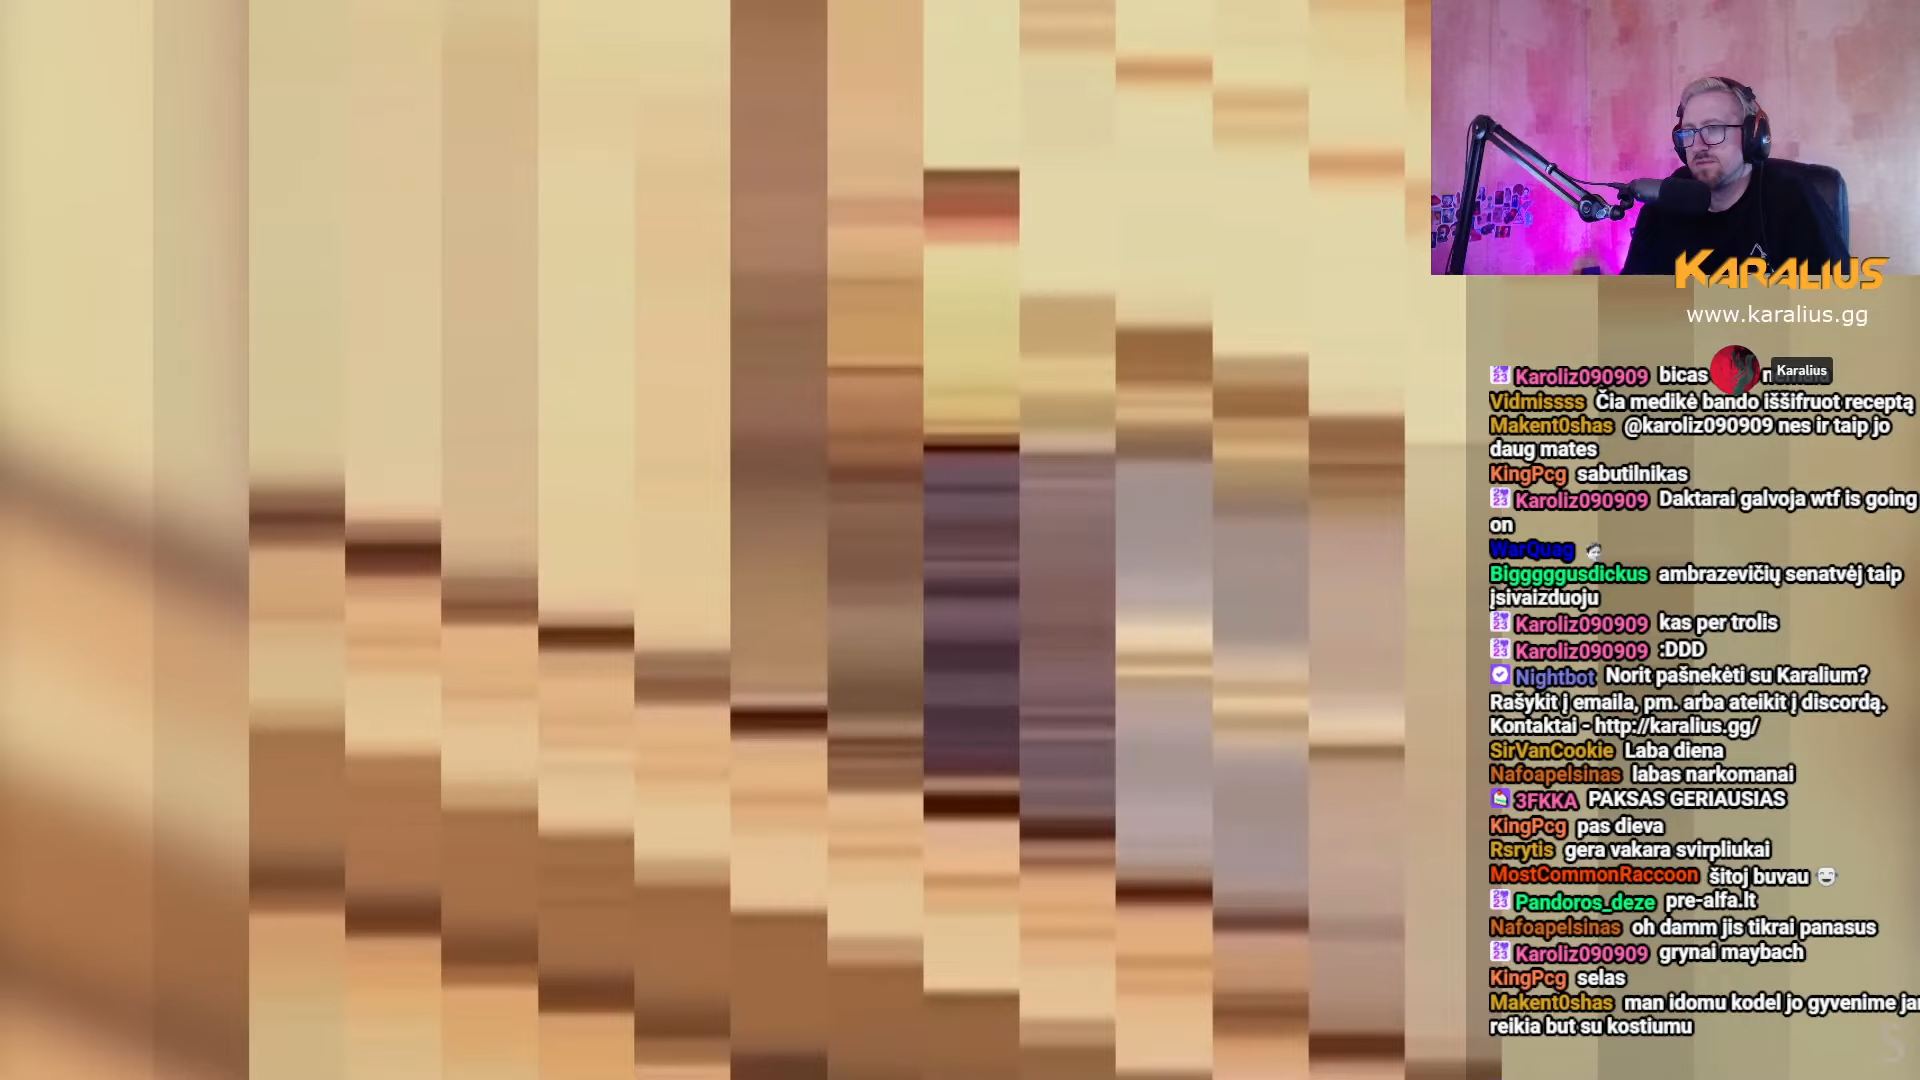 KARALIUS
www.karalius.gg
Karalius
Karoliz090909 bicas
Vidmissss Čia medikė bando iššifruot receptą
Makent0shas @karoliz090909 nes ir taip jo
daug mates
KingPcg sabutilnikas
Karoliz090909 Daktarai galvoja wtf is going
on
WarQuag
Bigggggusdickus ambrazevičių senatvėj taip
įsivaizduoju
Karoliz090909 kas per trolis
Karoliz090909 :DDD
Nightbot Norit pašnekėti su Karalium?
Rašykit į emaila, pm. arba ateikit į discordą.
Kontaktai - http://karalius.gg/
SirVanCookie Laba diena
Nafoapelsinas labas narkomanai
3FKKA PAKSAS GERIAUSIAS
KingPcg pas dieva
Rsrytis gera vakara svirpliukai
MostCommonRaccoon šitoj buvau
Pandoros_deze pre-alfa.lt
Nafoapelsinas oh damm jis tikrai panasus
Karoliz090909 grynai maybach
KingPcg selas
Makent0shas man idomu kodel jo gyvenime jam
reikia but su kostiumu